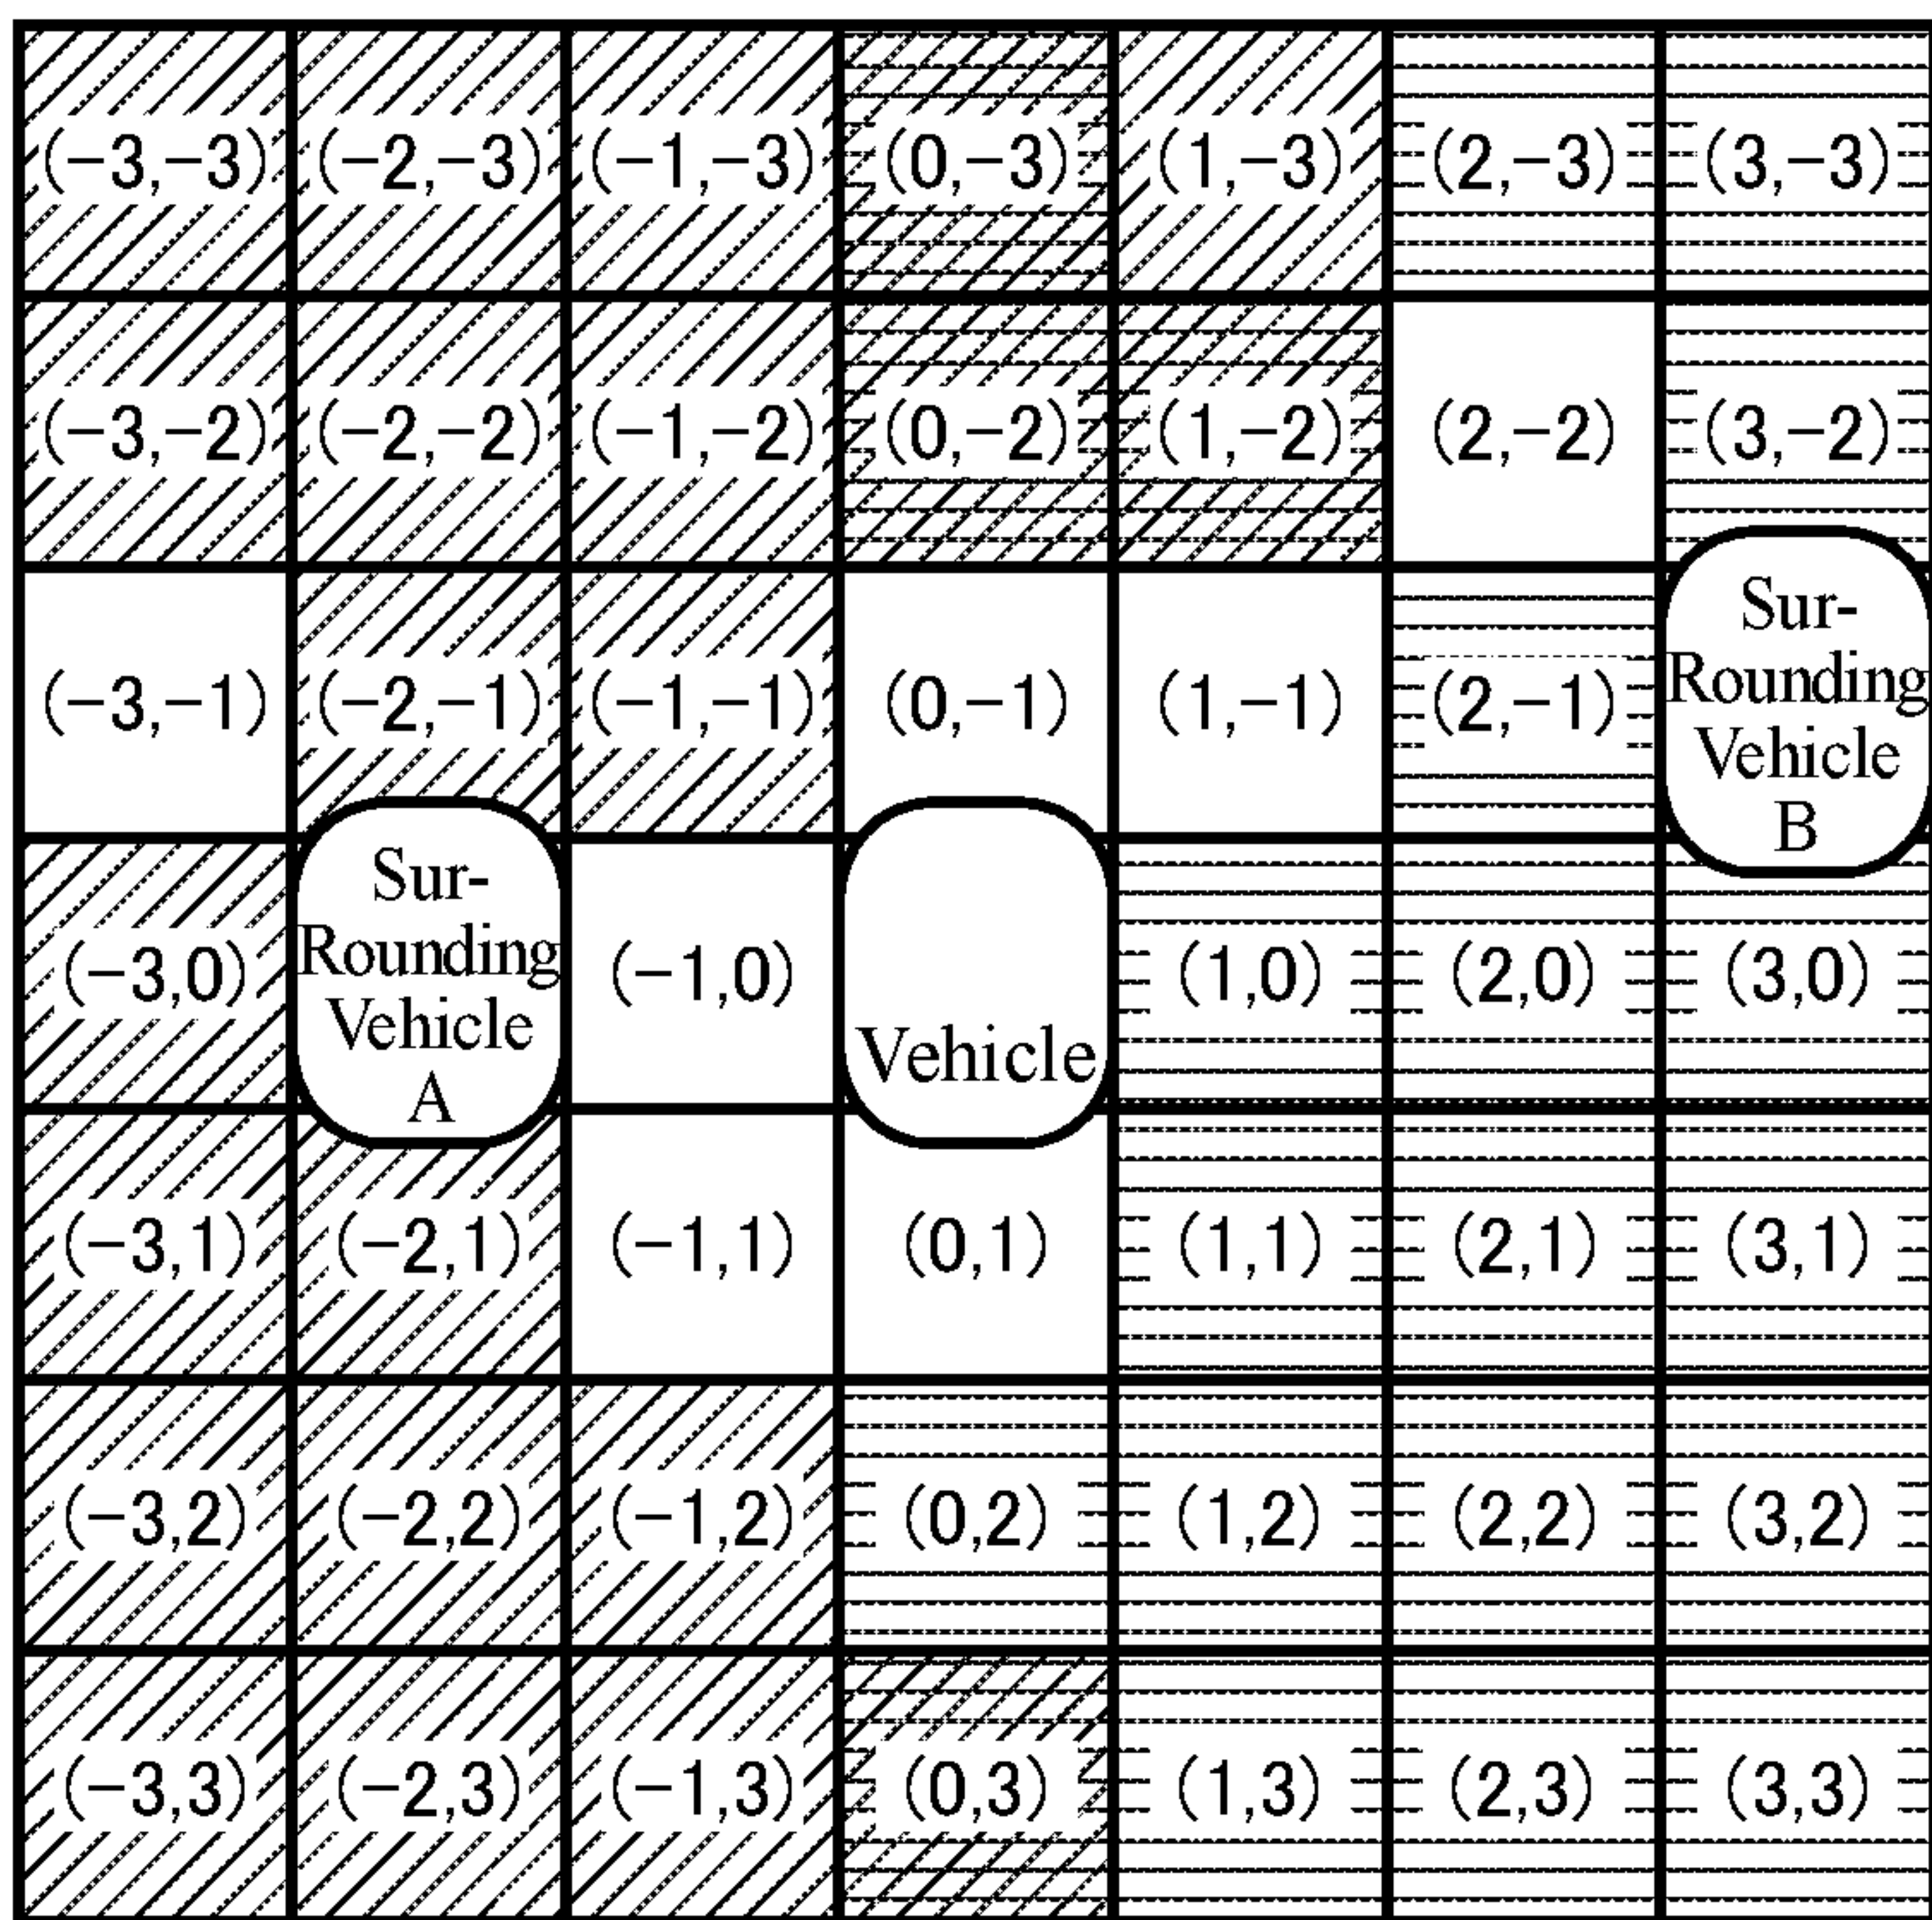 (−3,−3) (−2,−3) (−1,−3) (0,−3) (1,−3) (2,−3) (3,−3)
(−3,−2) (−2,−2) (−1,−2) (0,−2) (1,−2) (2,−2) (3,−2)
(−3,−1) (−2,−1) (−1,−1) (0,−1) (1,−1) (2,−1)
Sur-
Rounding
Vehicle
B
(−3,0)
Sur-
Rounding
Vehicle
A
(−1,0)
Vehicle
(1,0) (2,0) (3,0)
(−3,1) (−2,1) (−1,1) (0,1) (1,1) (2,1) (3,1)
(−3,2) (−2,2) (−1,2) (0,2) (1,2) (2,2) (3,2)
(−3,3) (−2,3) (−1,3) (0,3) (1,3) (2,3) (3,3)